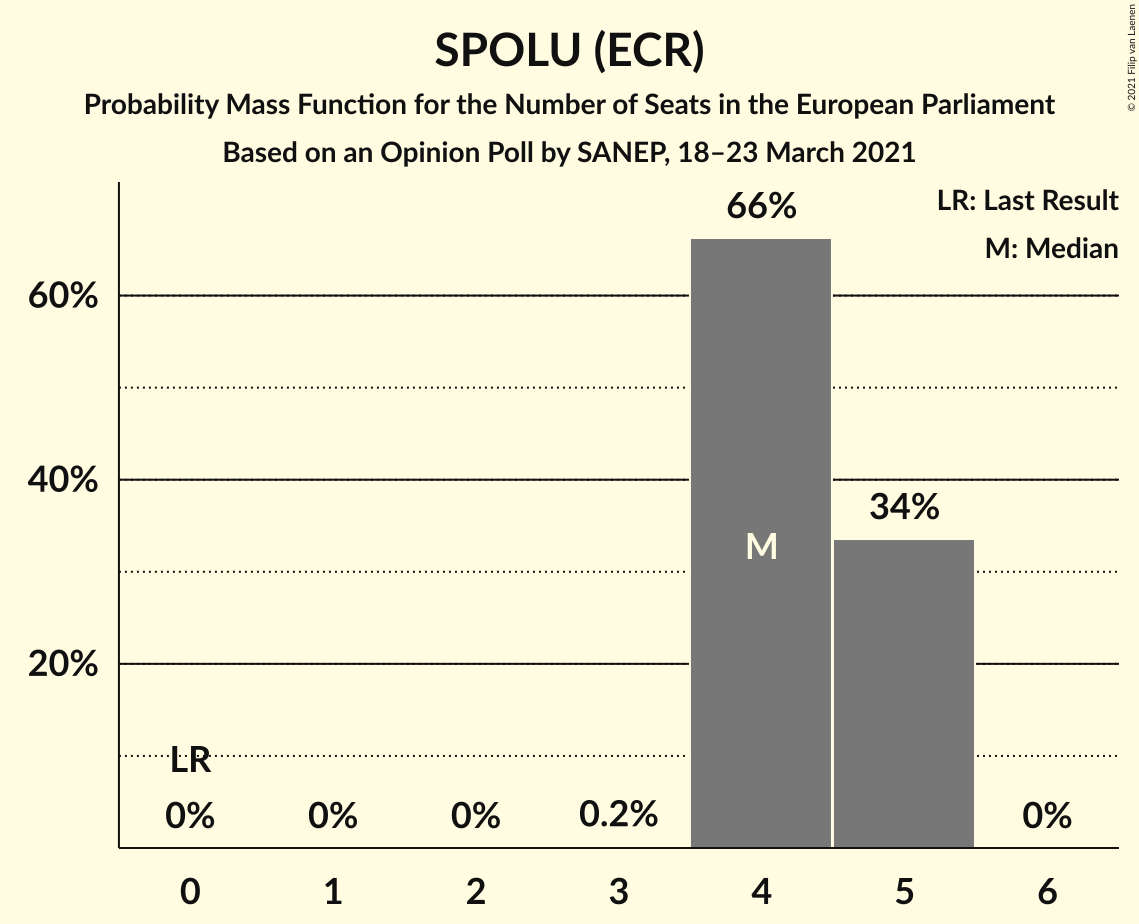 SPOLU (ECR)
Probability Mass Function for the Number of Seats in the European Parliament
Based on an Opinion Poll by SANEP, 18–23 March 2021
© 2021 Filip van Laenen
LR: Last Result
M: Median
66%
60%
40%
34%
M
20%
LR
0%
0%
0%
0.2%
0%
0
1
2
3
4
5
6